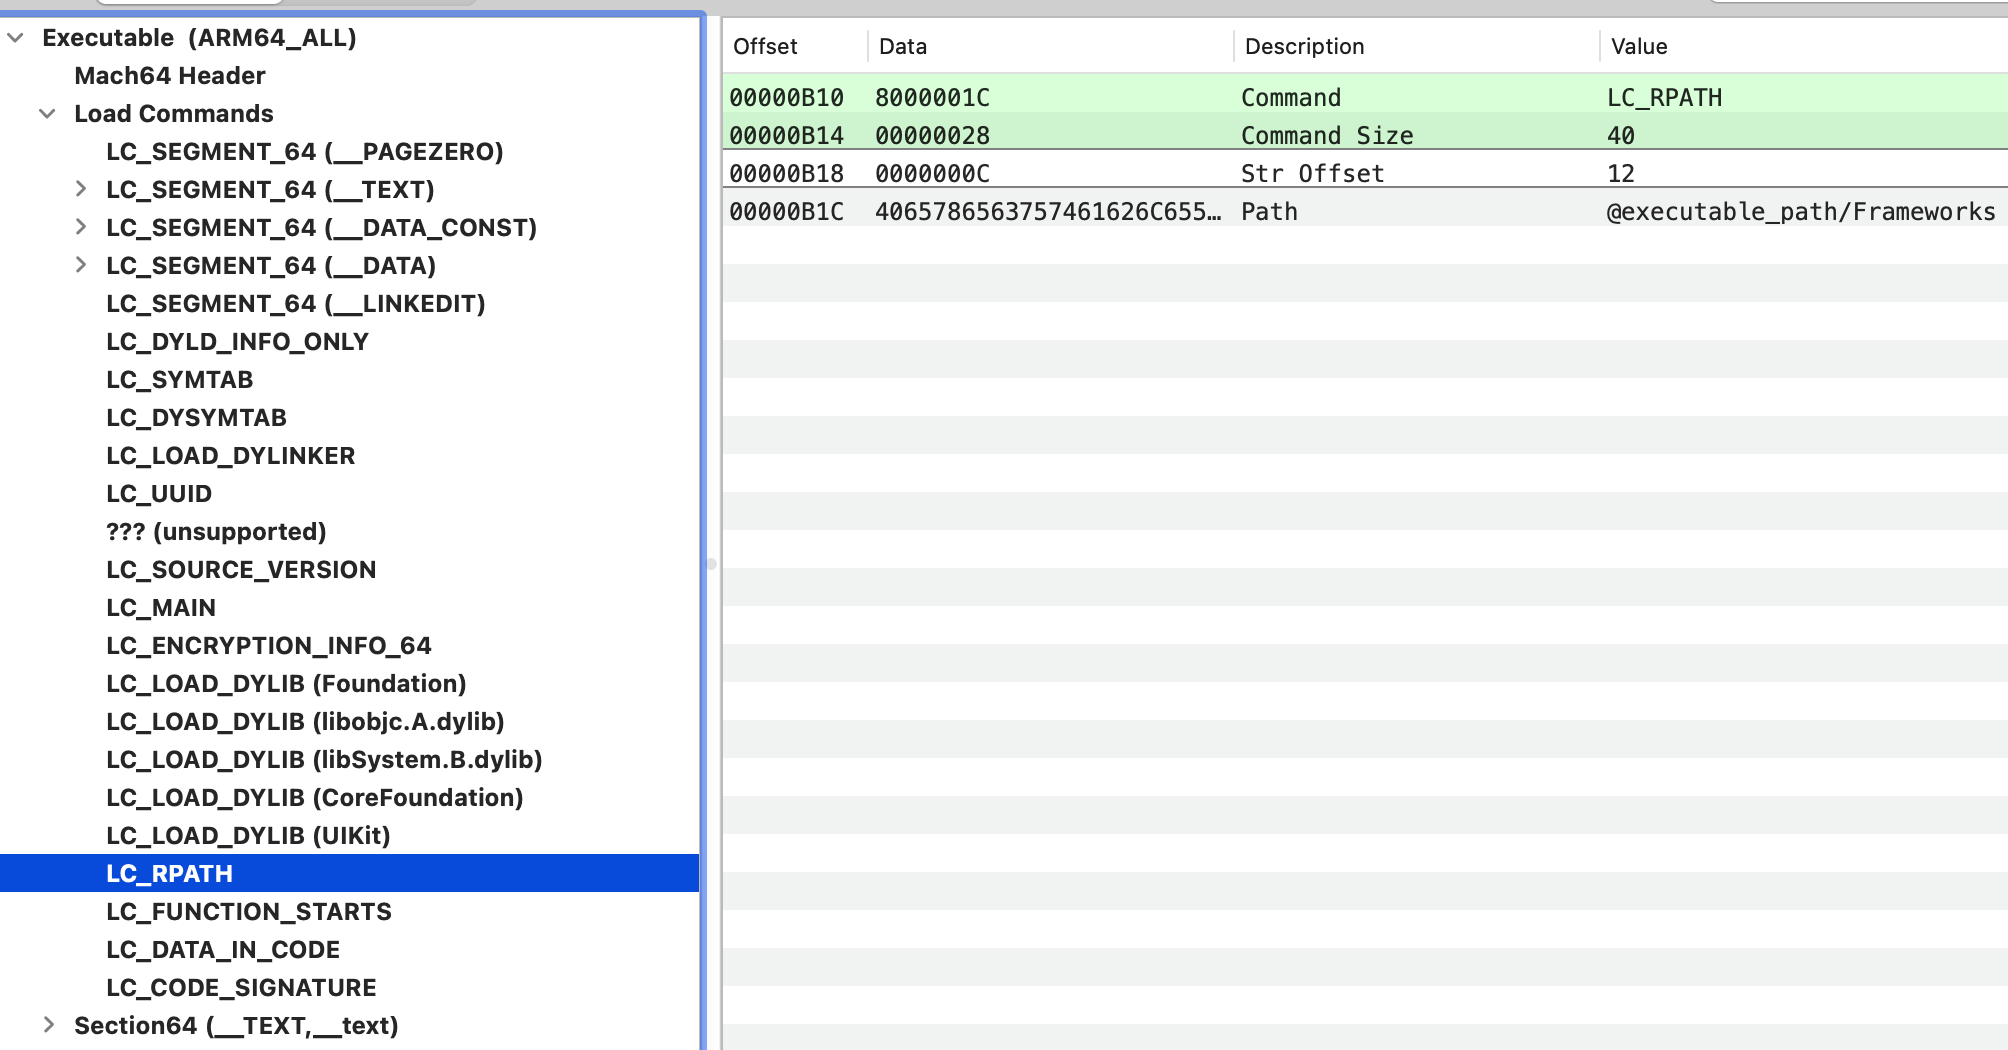 Executable (ARM64_ALL)
Mach64 Header
Load Commands
LC_SEGMENT_64 (__PAGEZERO)
LC_SEGMENT_64 (__TEXT)
LC_SEGMENT_64 (__DATA_CONST)
LC_SEGMENT_64 (__DATA)
LC_SEGMENT_64 (__LINKEDIT)
LC_DYLD_INFO_ONLY
LC_SYMTAB
LC_DYSYMTAB
LC_LOAD_DYLINKER
LC_UUID
??? (unsupported)
LC_SOURCE_VERSION
LC_MAIN
LC_ENCRYPTION_INFO_64
LC_LOAD_DYLIB (Foundation)
LC_LOAD_DYLIB (libobjc.A.dylib)
LC_LOAD_DYLIB (libSystem.B.dylib)
LC_LOAD_DYLIB (CoreFoundation)
LC_LOAD_DYLIB (UIKit)
LC_RPATH
LC_FUNCTION_STARTS
LC_DATA_IN_CODE
LC_CODE_SIGNATURE
Section64 (__TEXT,__text)
Offset Data Description Value
00000B10 8000001C Command LC_RPATH
00000B14 00000028 Command Size 40
00000B18 0000000C Str Offset 12
00000B1C 4065786563757461626C655… Path @executable_path/Frameworks